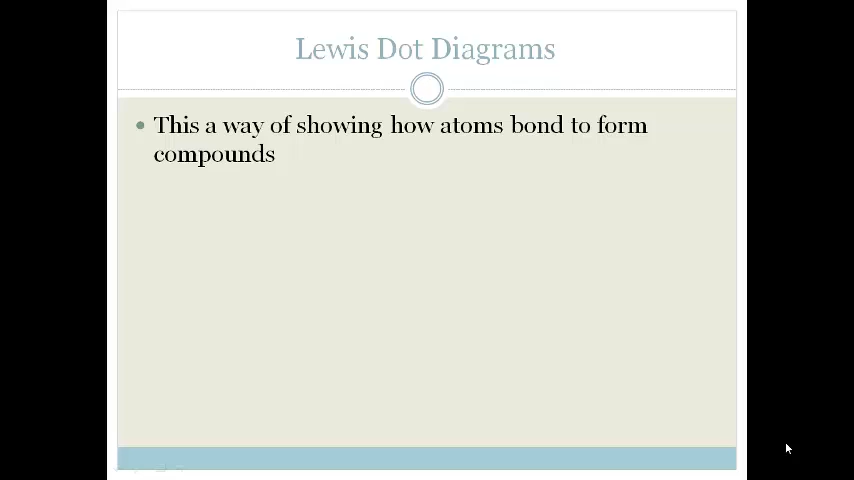 Lewis Dot Diagrams
This a way of showing how atoms bond to form
compounds